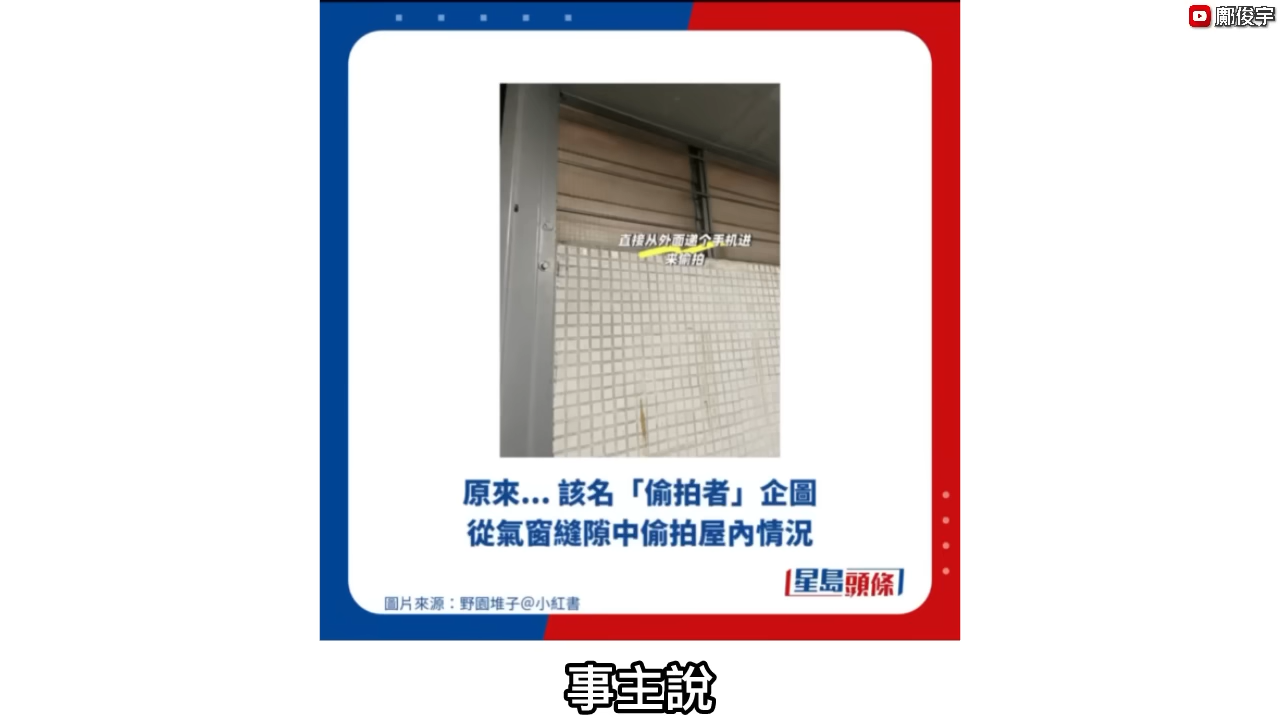 鄺俊宇
直接从外面递个手机进
来偷拍
原來... 該名「偷拍者」企圖
從氣窗縫隙中偷拍屋內情況
星島頭條
圖片來源：野園堆子@小紅書
事主說